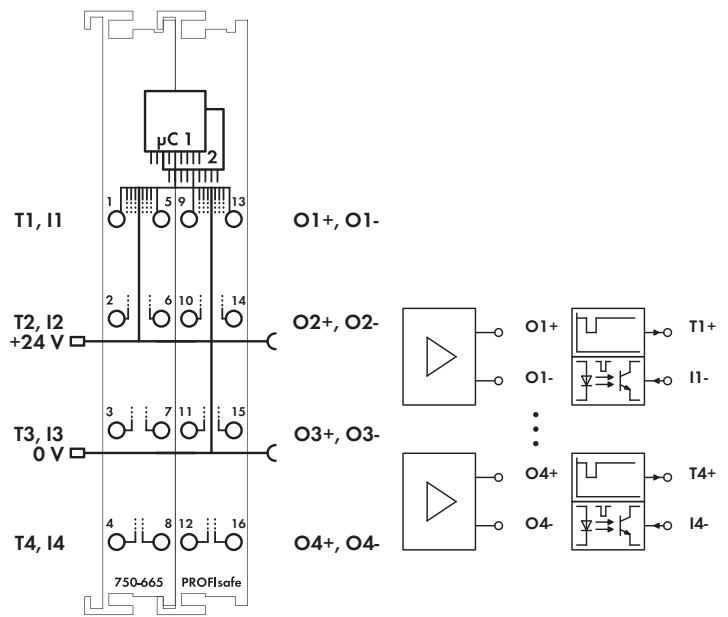 µC 1
2
1 5 9 13
T1, I1 O1+, O1-
2 6 10 14
T2, I2 O2+, O2- O1+ T1+
+24 V
O1- I1-
3 7 11 15
T3, I3 O3+, O3-
0 V
O4+ T4+
4 8 12 16
T4, I4 O4+, O4- O4- I4-
750-665 PROFIsafe